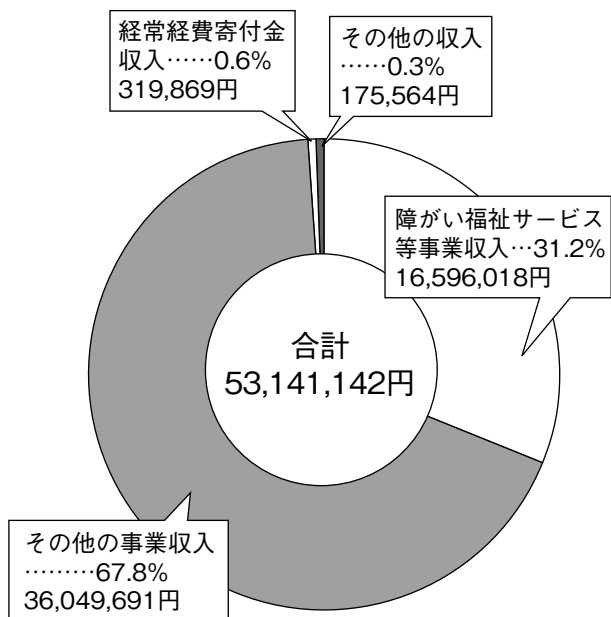 経常経費寄付金
収入……0.6%
319,869円
その他の収入
……0.3%
175,564円
障がい福祉サービス
等事業収入…31.2%
16,596,018円
合計
53,141,142円
その他の事業収入
………67.8%
36,049,691円